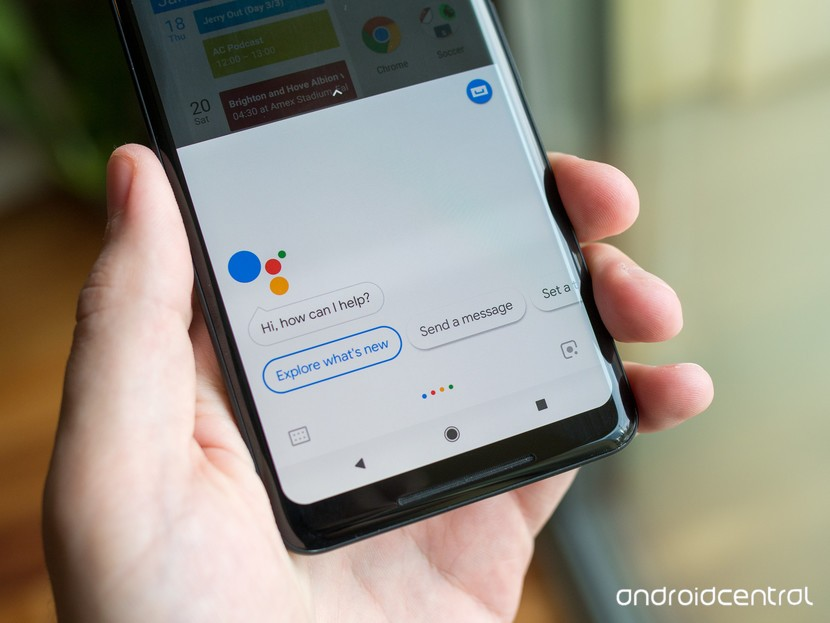 18
Thu
Jerry Out (Day 3/3)
AC Podcast
12:00 – 13:00
20
Sat
Brighton and Hove Albion v
04:30 at Amex Stadium
Chrome
Soccer
Hi, how can I help?
Explore what's new
Send a message
Set a
androidcentral